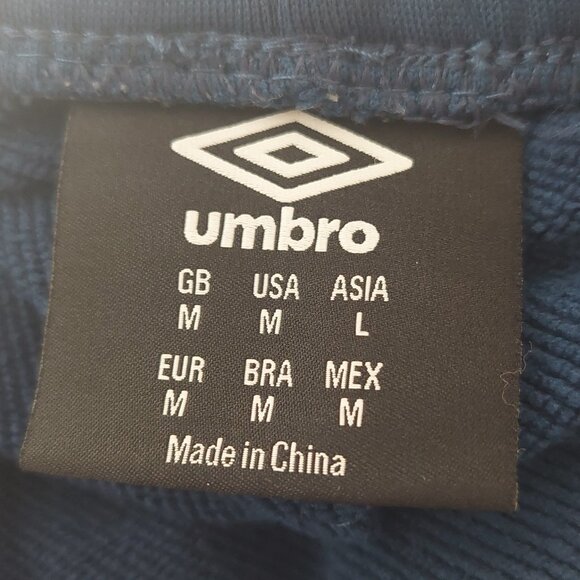 umbro
GB USA ASIA
M M L
EUR BRA MEX
M M M
Made in China